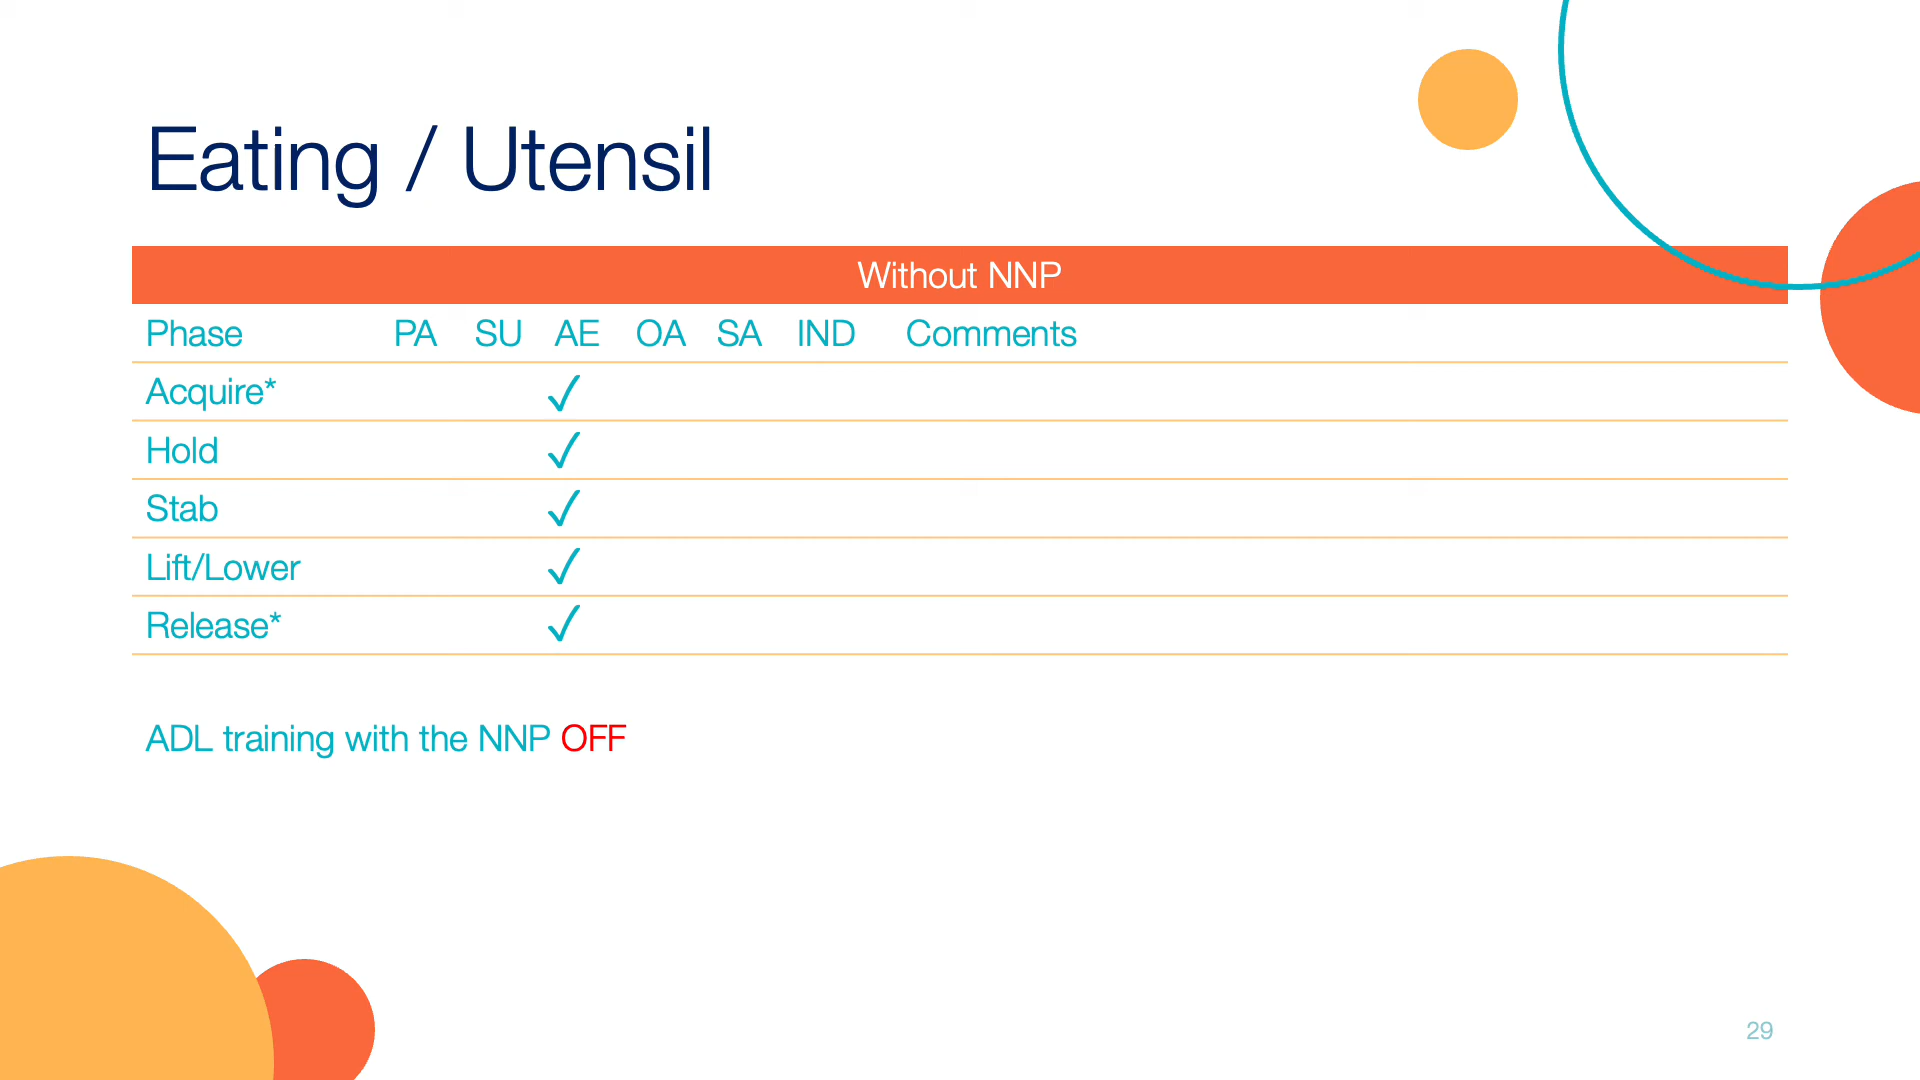 Eating / Utensil
Without NNP
Phase PA SU AE OA SA IND Comments
Acquire* ✓
Hold ✓
Stab ✓
Lift/Lower ✓
Release* ✓
ADL training with the NNP OFF
29